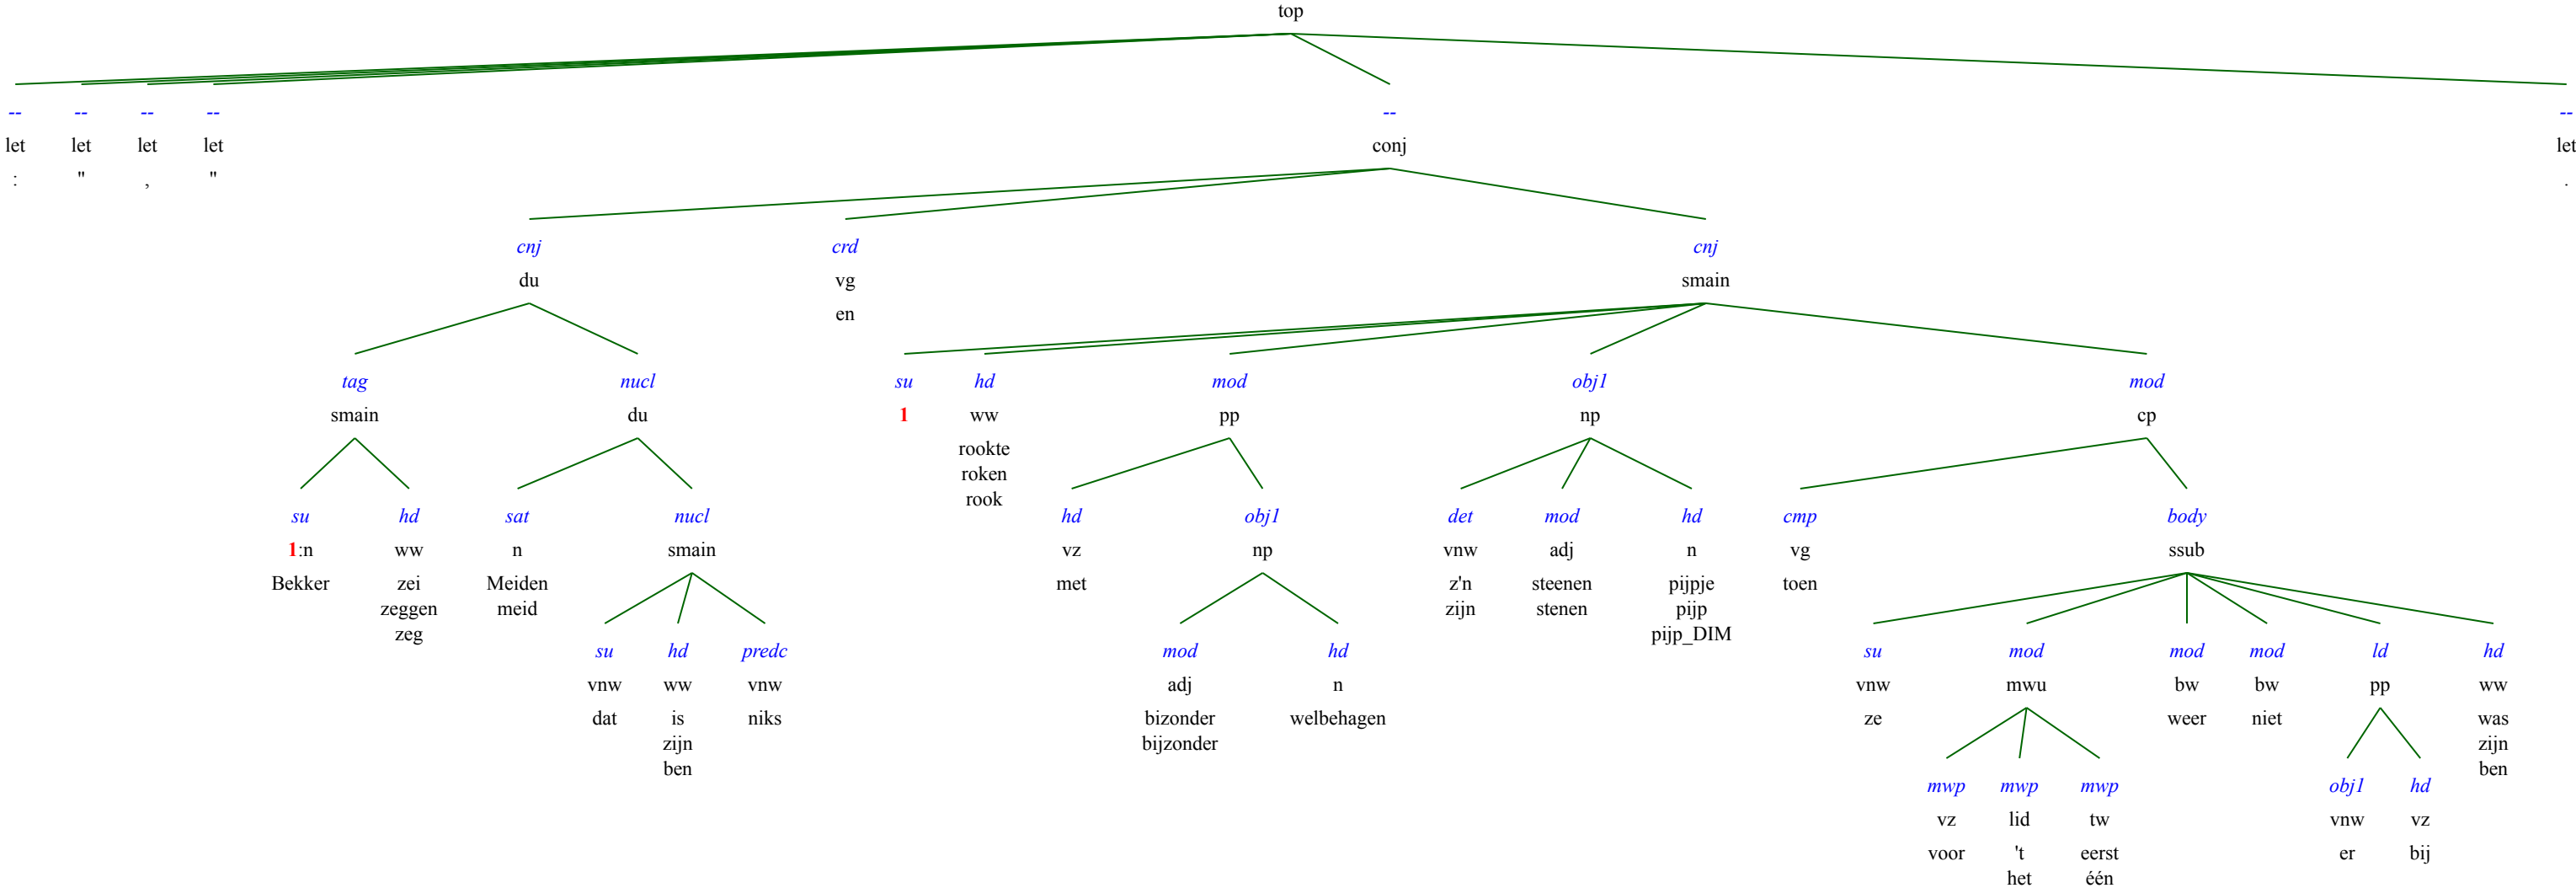 top
-- -- -- -- -- --
let let let let conj let
: " , " .
cnj crd cnj
du vg smain
en
tag nucl su hd mod obj1 mod
smain du 1 ww pp np cp
rookte
roken
rook
su hd sat nucl hd obj1 det mod hd cmp body
1:n ww n smain vz np vnw adj n vg ssub
Bekker zei Meiden met z'n steenen pijpje toen
zeggen meid zijn stenen pijp
zeg pijp_DIM
su hd predc mod hd su mod mod mod ld hd
vnw ww vnw adj n vnw mwu bw bw pp ww
dat is niks bizonder welbehagen ze weer niet was
zijn bijzonder zijn
ben ben
mwp mwp mwp obj1 hd
vz lid tw vnw vz
voor 't eerst er bij
het één